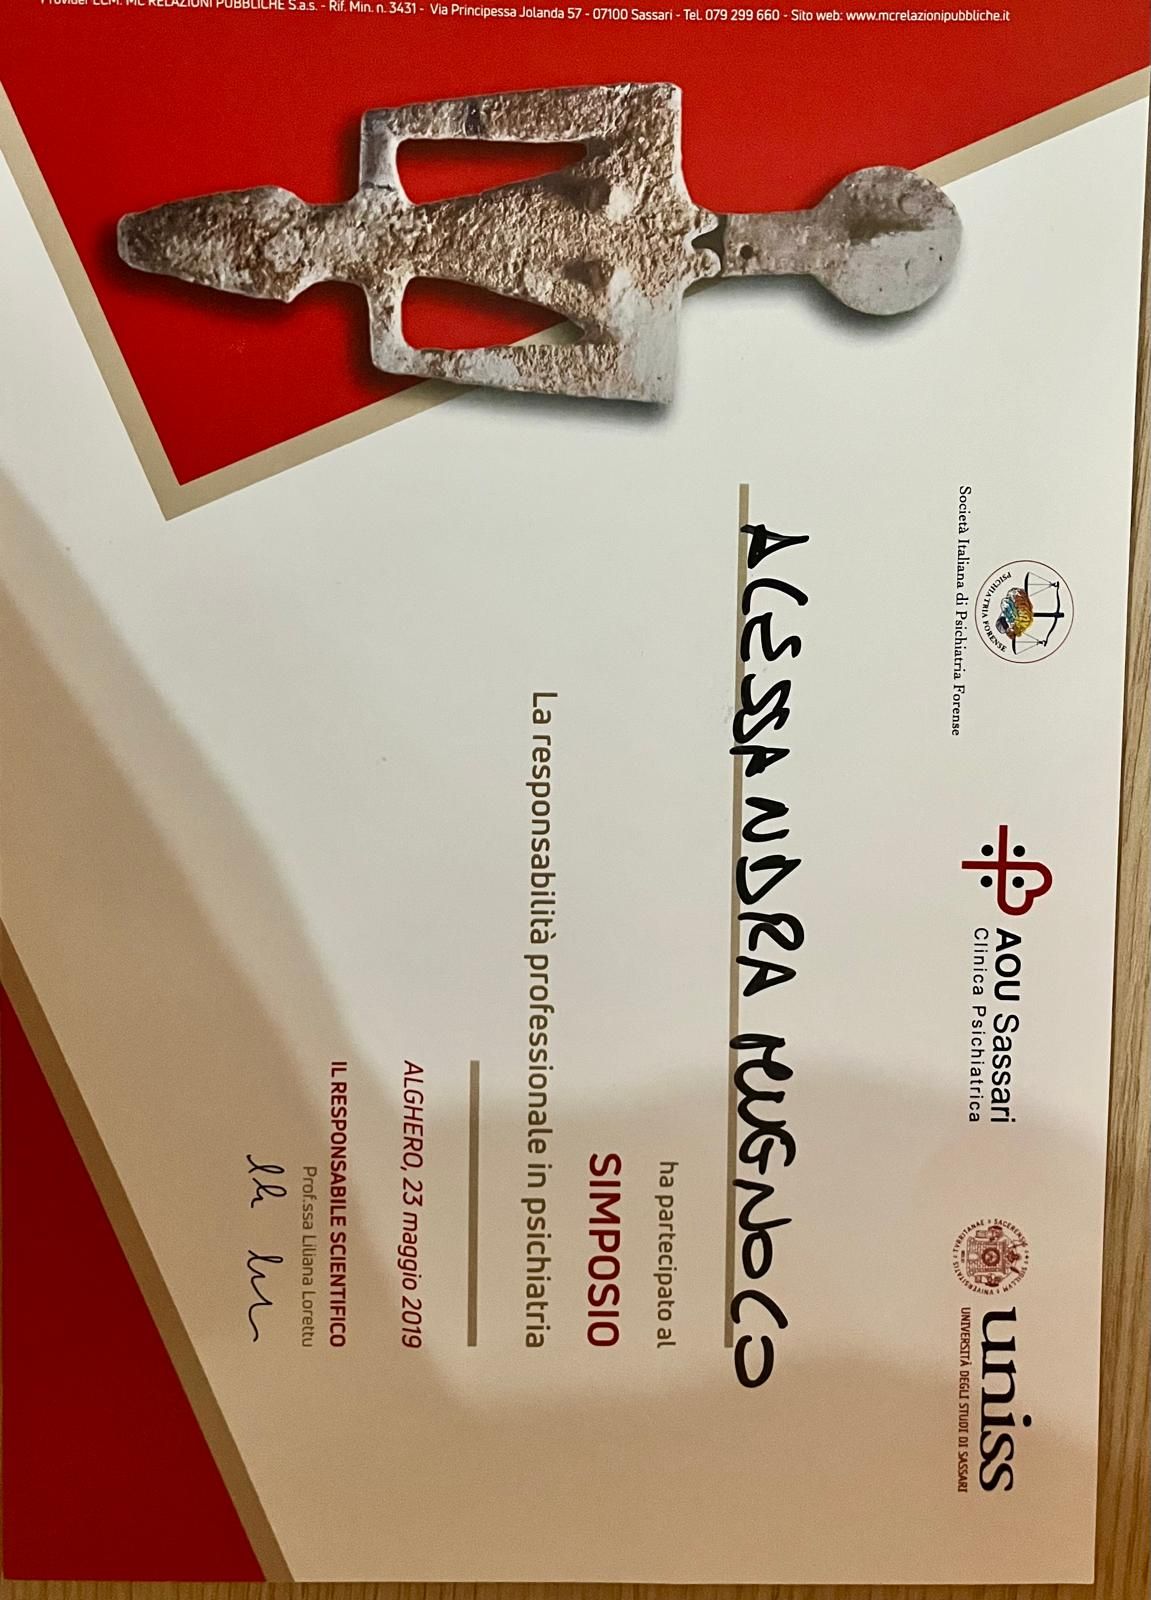 PSICHIATRIA FORENSE
Società Italiana di Psichiatria Forense
AOU Sassari
Clinica Psichiatrica
uniss
UNIVERSITÀ DEGLI STUDI DI SASSARI
ALESSANDRA MUGNOCO
ha partecipato al
SIMPOSIO
La responsabilità professionale in psichiatria
ALGHERO, 23 maggio 2019
IL RESPONSABILE SCIENTIFICO
Prof.ssa Liliana Lorettu
Provider ECM: MC RELAZIONI PUBBLICHE S.a.s. - Rif. Min. n. 3431 - Via Principessa Jolanda 57 - 07100 Sassari - Tel. 079 299 660 - Sito web: www.mcrelazionipubbliche.it